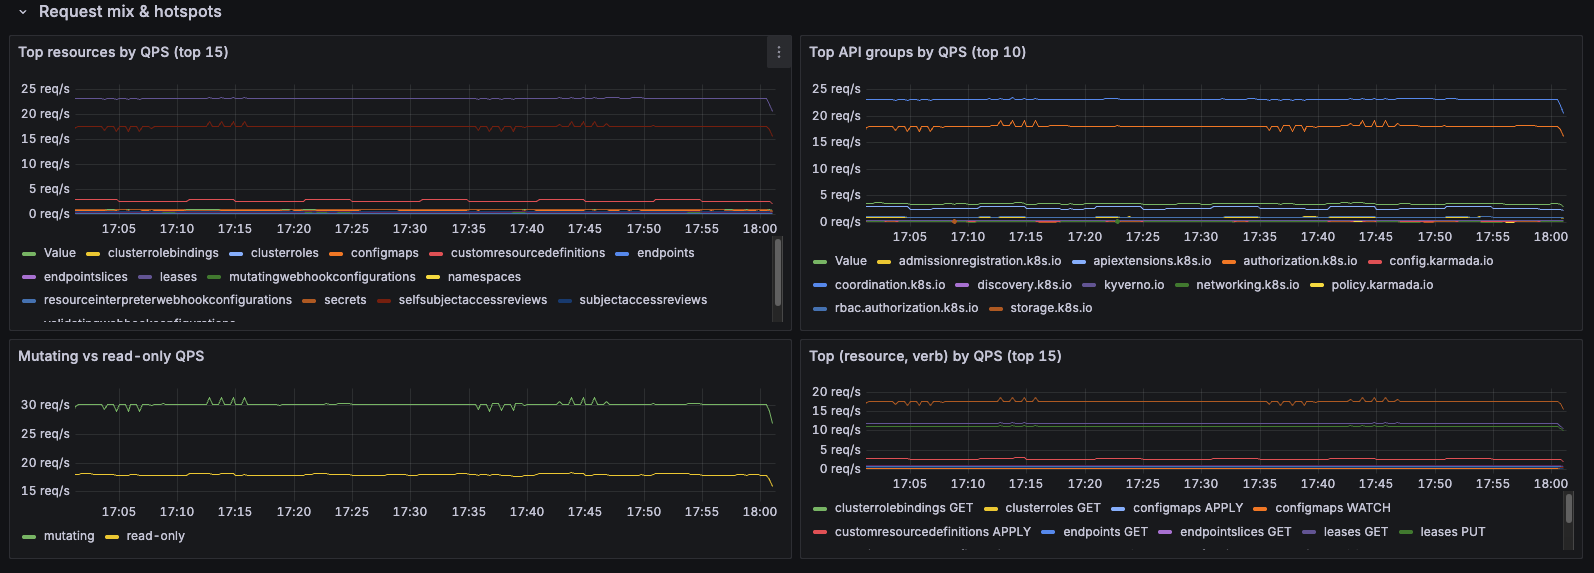 Request mix & hotspots
Top resources by QPS (top 15)
25 req/s
20 req/s
15 req/s
10 req/s
5 req/s
0 req/s
17:05 17:10 17:15 17:20 17:25 17:30 17:35 17:40 17:45 17:50 17:55 18:00
Value clusterrolebindings clusterroles configmaps customresourcedefinitions endpoints
endpointslices leases mutatingwebhookconfigurations namespaces
resourceinterpreterwebhookconfigurations secrets selfsubjectaccessreviews subjectaccessreviews
validatingwebhookconfigurations
Top API groups by QPS (top 10)
25 req/s
20 req/s
15 req/s
10 req/s
5 req/s
0 req/s
17:05 17:10 17:15 17:20 17:25 17:30 17:35 17:40 17:45 17:50 17:55 18:00
Value admissionregistration.k8s.io apiextensions.k8s.io authorization.k8s.io config.karmada.io
coordination.k8s.io discovery.k8s.io kyverno.io networking.k8s.io policy.karmada.io
rbac.authorization.k8s.io storage.k8s.io
Mutating vs read-only QPS
30 req/s
25 req/s
20 req/s
15 req/s
17:05 17:10 17:15 17:20 17:25 17:30 17:35 17:40 17:45 17:50 17:55 18:00
mutating read-only
Top (resource, verb) by QPS (top 15)
20 req/s
15 req/s
10 req/s
5 req/s
0 req/s
17:05 17:10 17:15 17:20 17:25 17:30 17:35 17:40 17:45 17:50 17:55 18:00
clusterrolebindings GET clusterroles GET configmaps APPLY configmaps WATCH
customresourcedefinitions APPLY endpoints GET endpointslices GET leases GET leases PUT